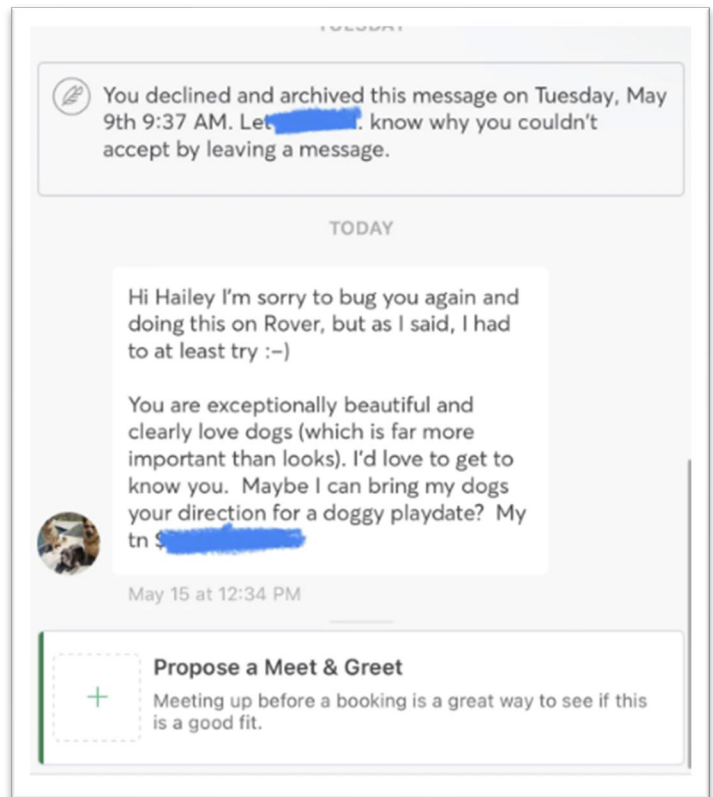 TUESDAY
You declined and archived this message on Tuesday, May
9th 9:37 AM. Let . know why you couldn't
accept by leaving a message.
TODAY
Hi Hailey I'm sorry to bug you again and
doing this on Rover, but as I said, I had
to at least try :-)
You are exceptionally beautiful and
clearly love dogs (which is far more
important than looks). I'd love to get to
know you. Maybe I can bring my dogs
your direction for a doggy playdate? My
tn
May 15 at 12:34 PM
Propose a Meet & Greet
Meeting up before a booking is a great way to see if this
is a good fit.